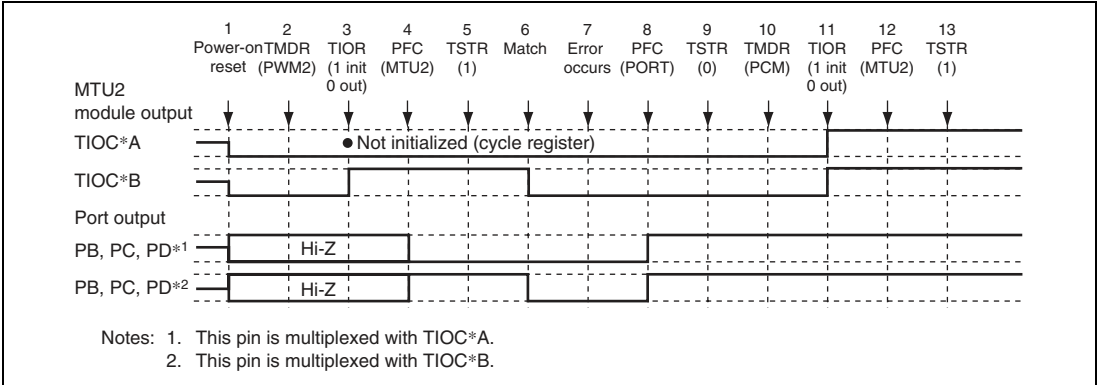 1 2 3 4 5 6 7 8 9 10 11 12 13
Power-on TMDR TIOR PFC TSTR Match Error PFC TSTR TMDR TIOR PFC TSTR
reset (PWM2) (1 init (MTU2) (1) occurs (PORT) (0) (PCM) (1 init (MTU2) (1)
0 out) 0 out)
MTU2
module output
TIOC*A
● Not initialized (cycle register)
TIOC*B
Port output
PB, PC, PD*1 Hi-Z
PB, PC, PD*2 Hi-Z
Notes: 1. This pin is multiplexed with TIOC*A.
2. This pin is multiplexed with TIOC*B.